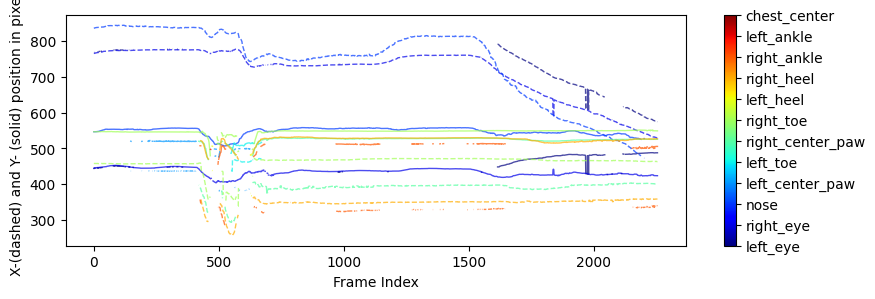 X-(dashed) and Y- (solid) position in pixe
800
700
600
500
400
300
0
500
1000
1500
2000
Frame Index
chest_center
left_ankle
right_ankle
right_heel
left_heel
right_toe
right_center_paw
left_toe
left_center_paw
nose
right_eye
left_eye